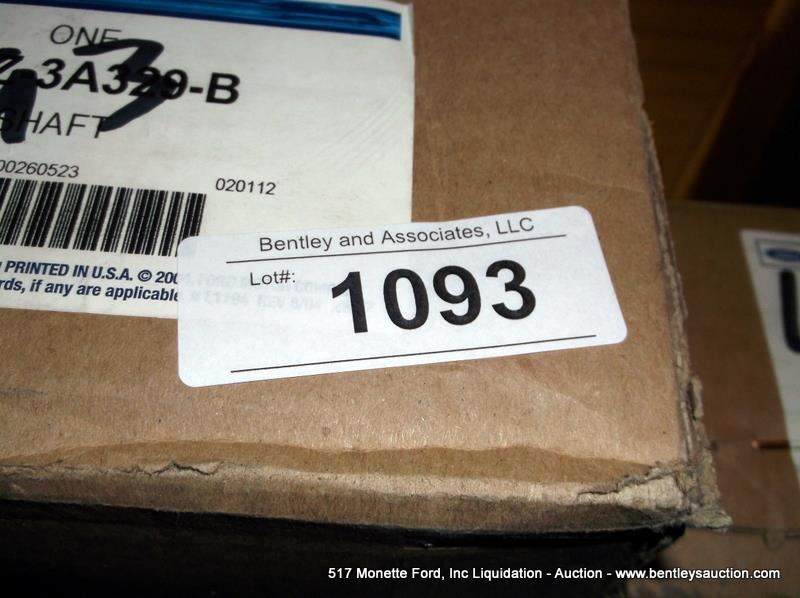 ONE
-3A329-B
SHAFT
00260523
020112
PRINTED IN U.S.A. © 200
rds, if any are applicable
Bentley and Associates, LLC
Lot#: 1093
517 Monette Ford, Inc Liquidation - Auction - www.bentleysauction.com